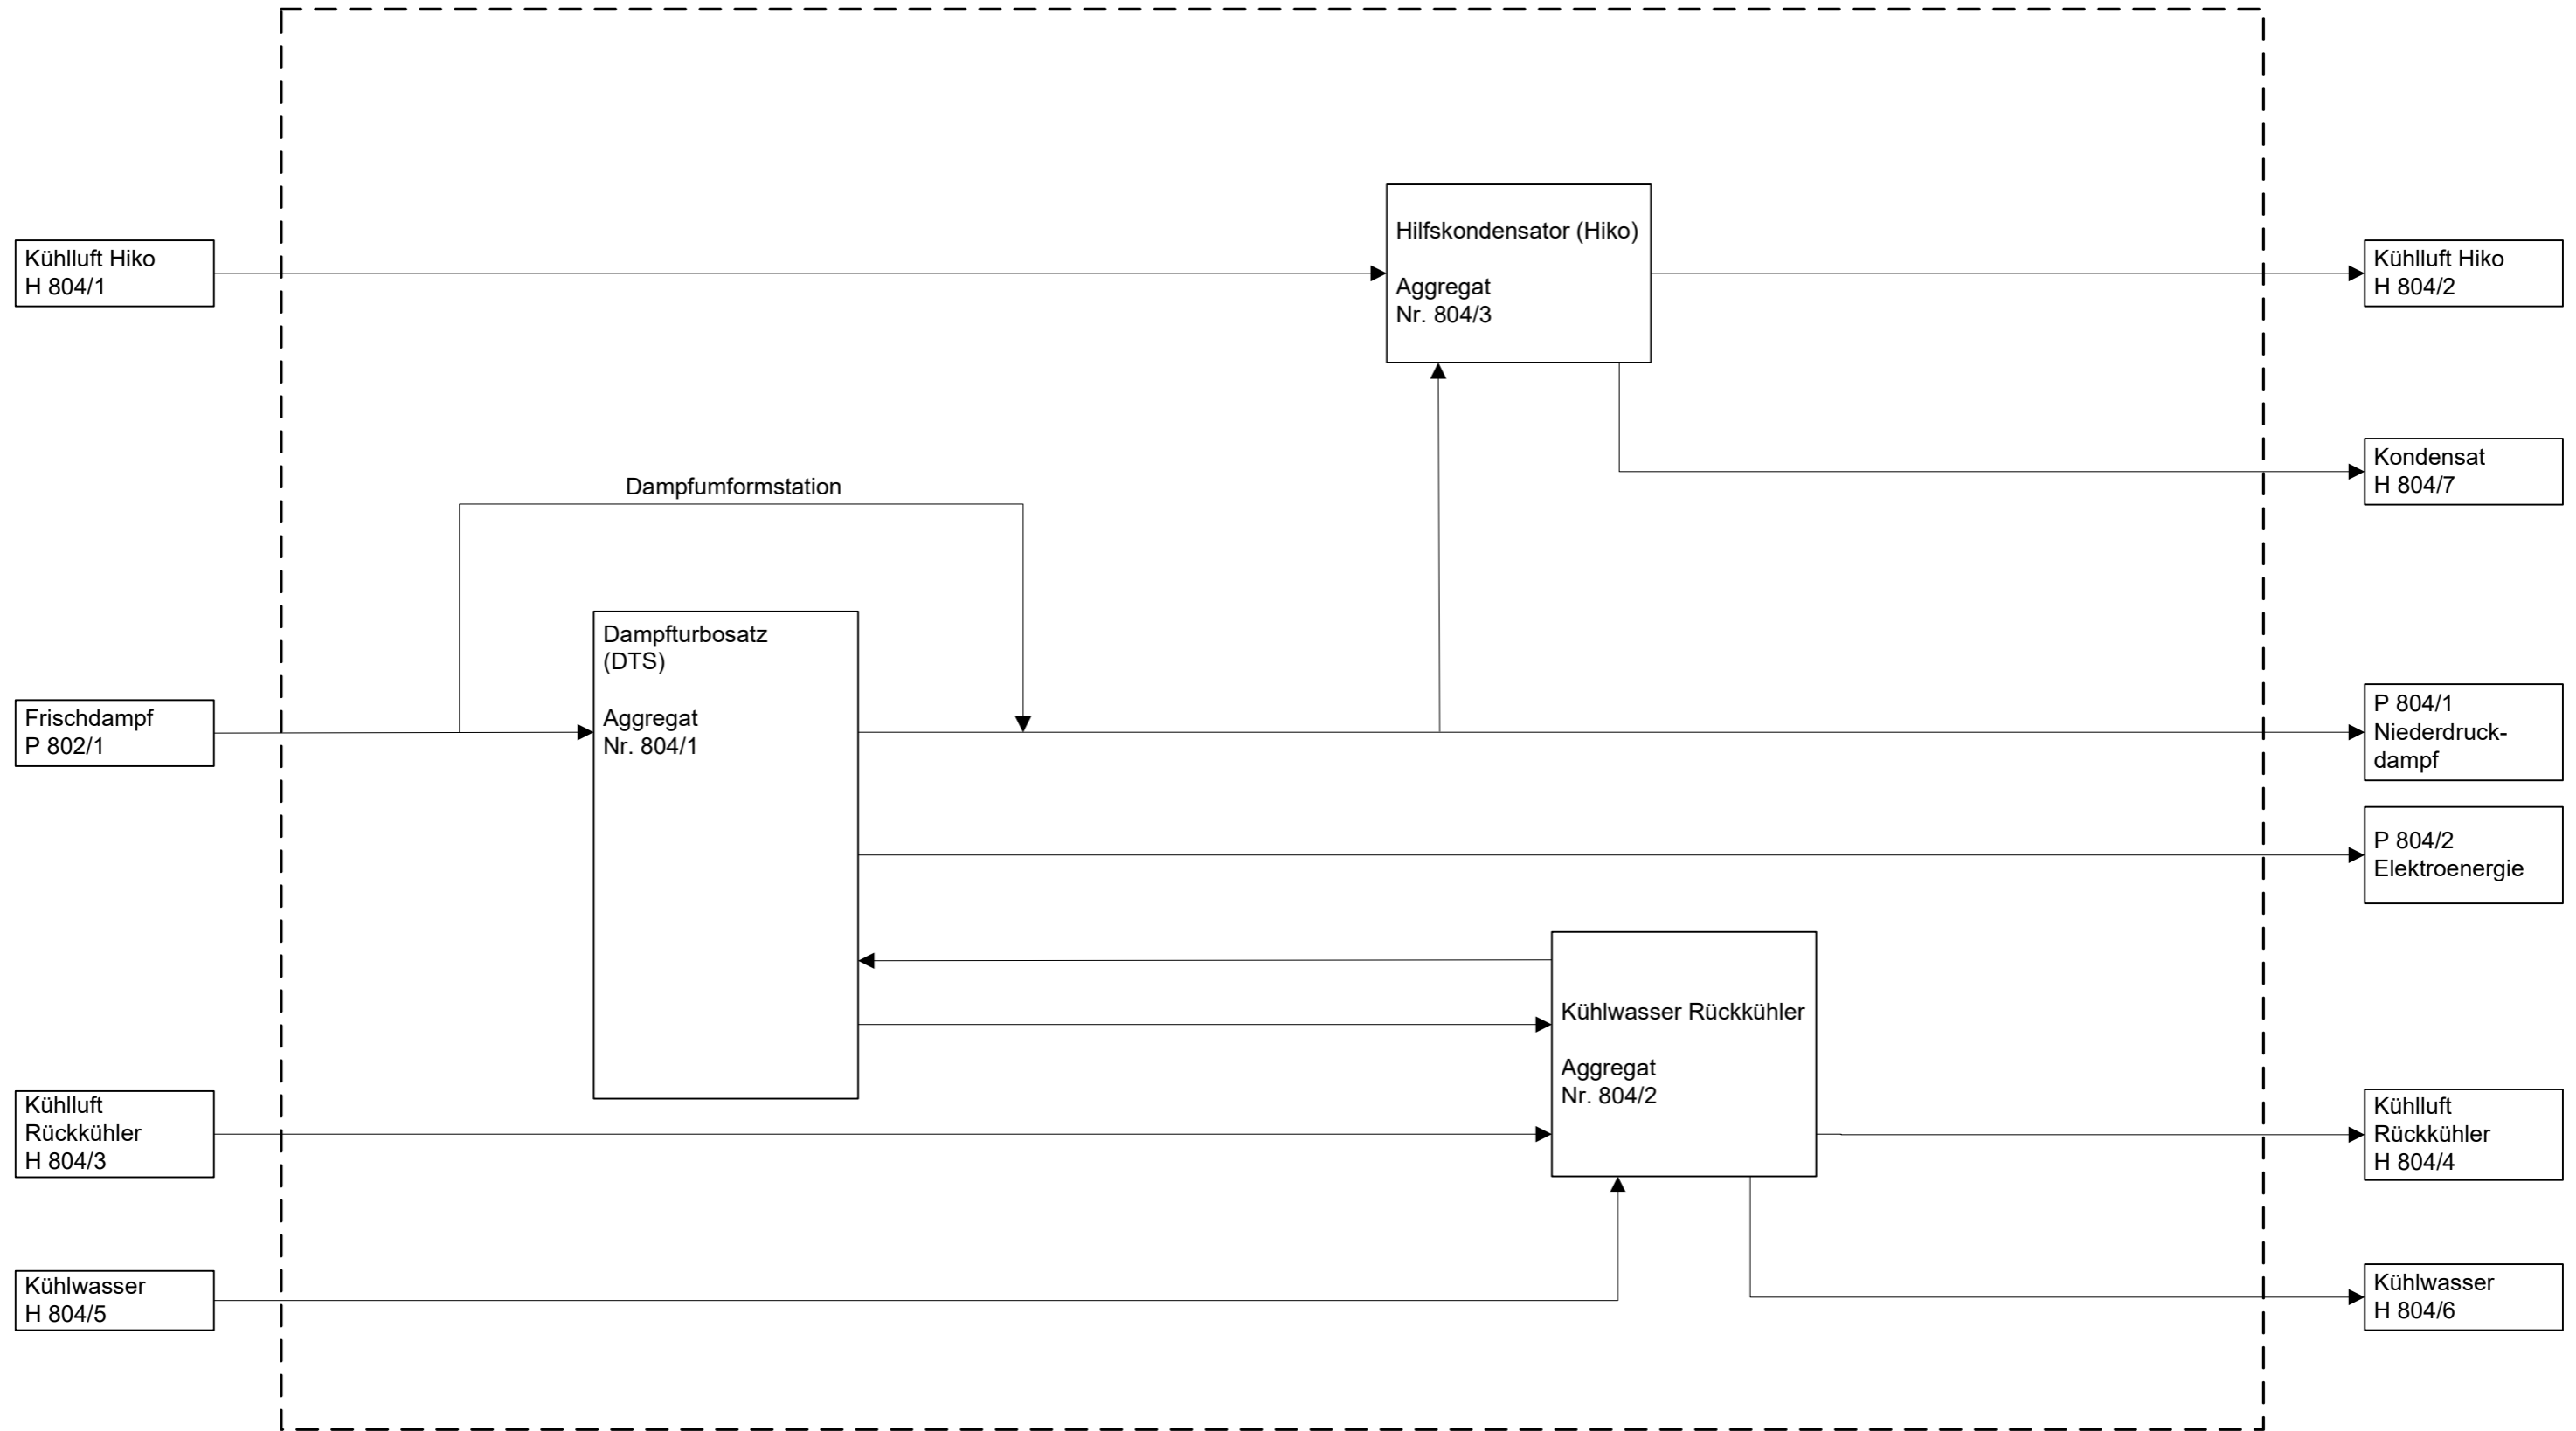 Hilfskondensator (Hiko)
Aggregat
Nr. 804/3
Kühlluft Hiko
H 804/1
Kühlluft Hiko
H 804/2
Kondensat
H 804/7
Dampfumformstation
Dampfturbosatz
(DTS)
Aggregat
Nr. 804/1
Frischdampf
P 802/1
P 804/1
Niederdruck-
dampf
P 804/2
Elektroenergie
Kühlwasser Rückkühler
Aggregat
Nr. 804/2
Kühlluft
Rückkühler
H 804/3
Kühlluft
Rückkühler
H 804/4
Kühlwasser
H 804/5
Kühlwasser
H 804/6